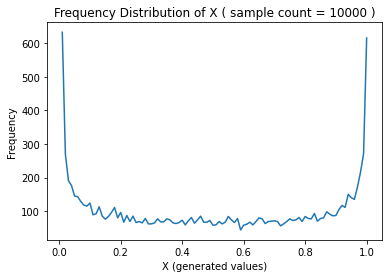 Frequency Distribution of X ( sample count = 10000 )
600
500
400
300
200
100
Frequency
0.0 0.2 0.4 0.6 0.8 1.0
X (generated values)